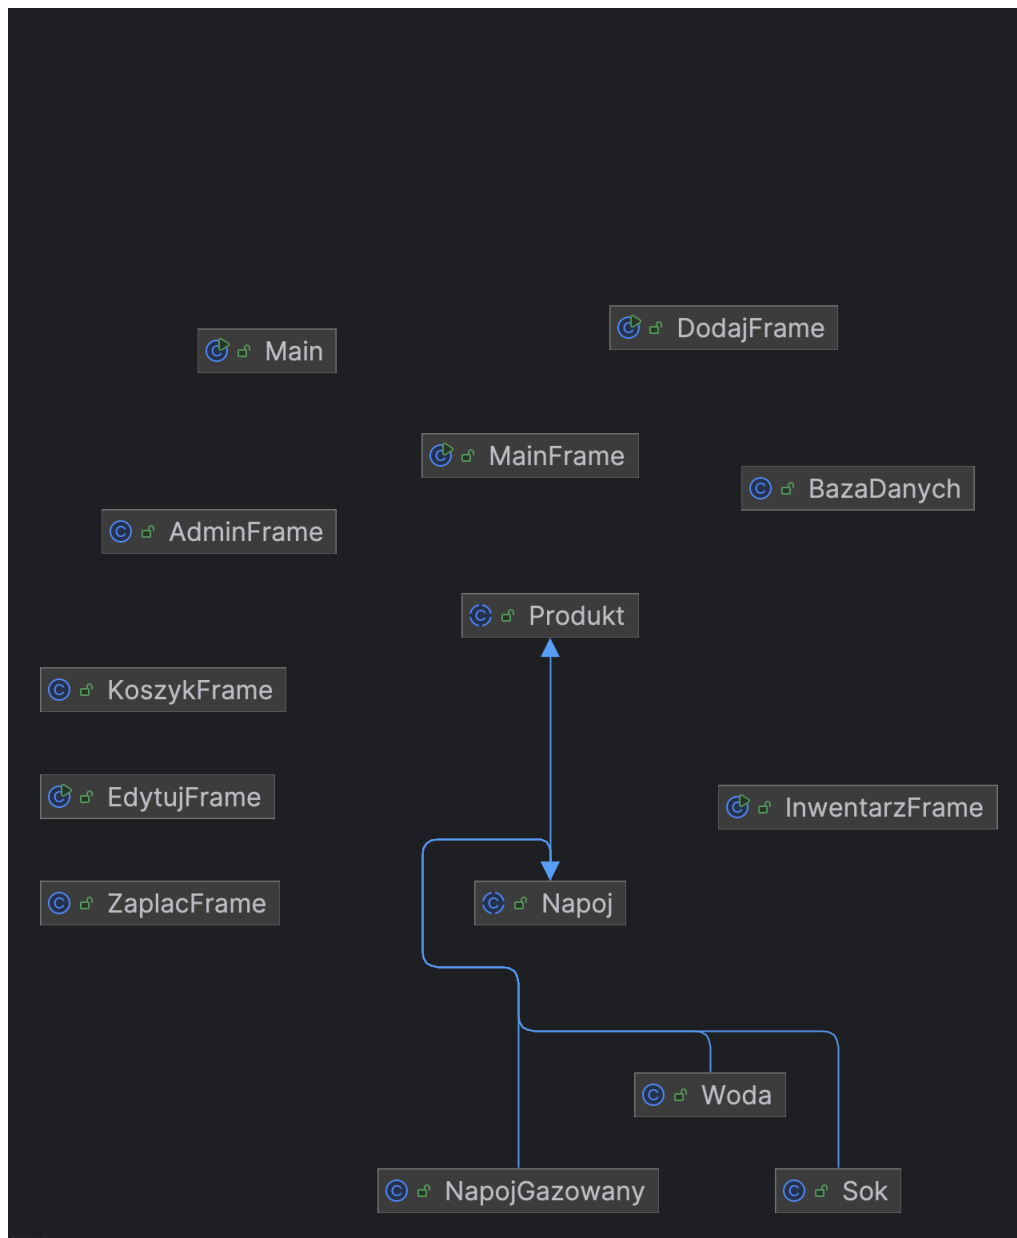 DodajFrame
Main
MainFrame
BazaDanych
AdminFrame
Produkt
KoszykFrame
EdytujFrame
InwentarzFrame
ZaplacFrame
Napoj
Woda
NapojGazowany
Sok